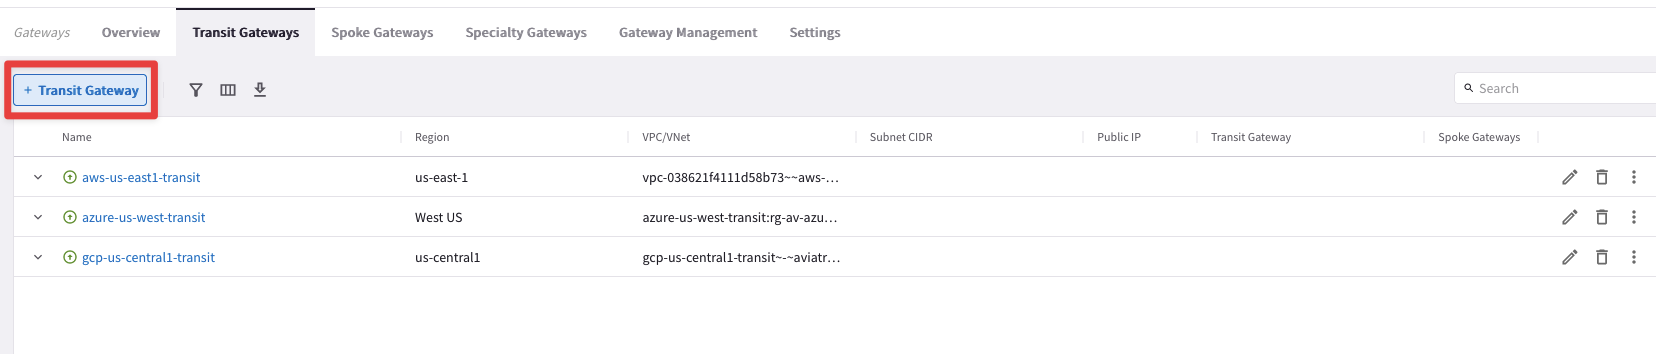 Gateways Overview Transit Gateways Spoke Gateways Specialty Gateways Gateway Management Settings
+ Transit Gateway Search
Name Region VPC/VNet Subnet CIDR Public IP Transit Gateway Spoke Gateways
aws-us-east1-transit us-east-1 vpc-038621f4111d58b73~~aws-...
azure-us-west-transit West US azure-us-west-transit:rg-av-azu...
gcp-us-central1-transit us-central1 gcp-us-central1-transit~-~aviatr...